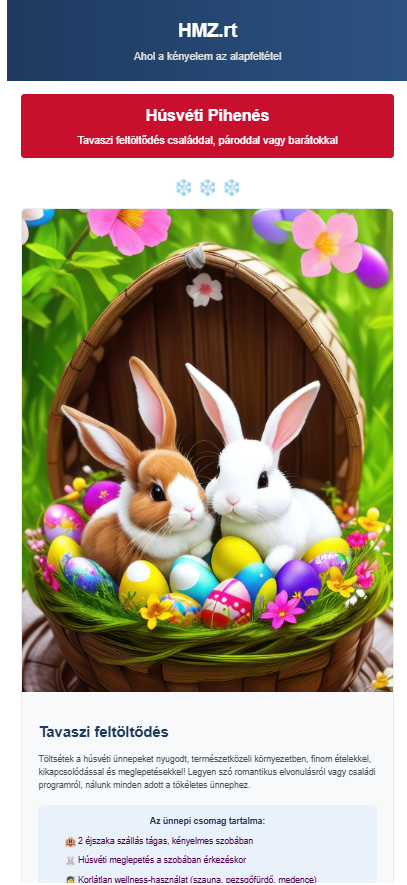 HMZ.rt
Ahol a kényelem az alapfeltétel
Húsvéti Pihenés
Tavaszi feltöltődés családdal, pároddal vagy barátokkal
Tavaszi feltöltődés
Töltsétek a húsvéti ünnepeket nyugodt, természetközeli környezetben, finom ételekkel,
kikapcsolódással és meglepetésekkel! Legyen szó romantikus elvonulásról vagy családi
programról, nálunk minden adott a tökéletes ünnephez.
Az ünnepi csomag tartalma:
2 éjszaka szállás tágas, kényelmes szobában
Húsvéti meglepetés a szobában érkezéskor
Korlátlan wellness-használat (szauna, pezsgőfürdő, medence)